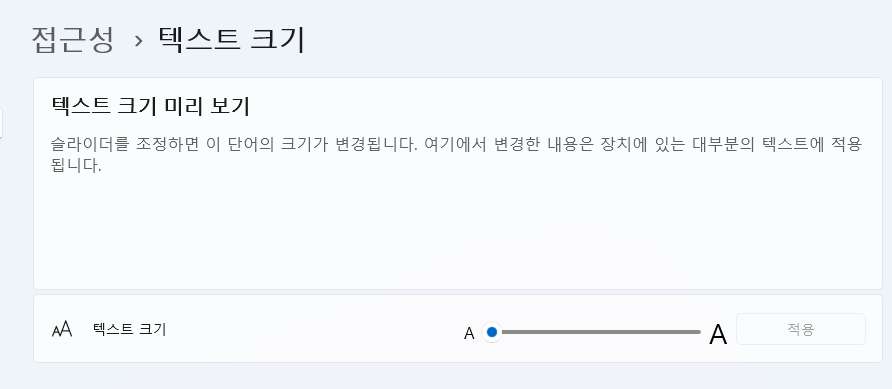 접근성 > 텍스트 크기
텍스트 크기 미리 보기
슬라이더를 조정하면 이 단어의 크기가 변경됩니다. 여기에서 변경한 내용은 장치에 있는 대부분의 텍스트에 적용
됩니다.
텍스트 크기 A A 적용